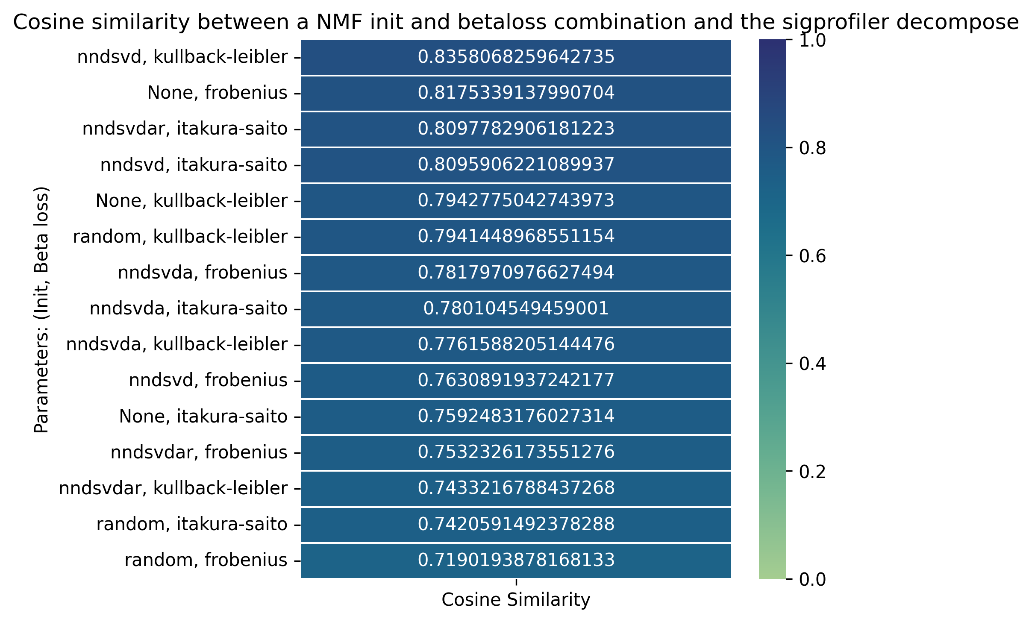 Cosine similarity between a NMF init and betaloss combination and the sigprofiler decompose
Parameters: (Init, Beta loss)
nndsvd, kullback-leibler 0.8358068259642735
None, frobenius 0.8175339137990704
nndsvdar, itakura-saito 0.8097782906181223
nndsvd, itakura-saito 0.8095906221089937
None, kullback-leibler 0.7942775042743973
random, kullback-leibler 0.7941448968551154
nndsvda, frobenius 0.7817970976627494
nndsvda, itakura-saito 0.780104549459001
nndsvda, kullback-leibler 0.7761588205144476
nndsvd, frobenius 0.7630891937242177
None, itakura-saito 0.7592483176027314
nndsvdar, frobenius 0.7532326173551276
nndsvdar, kullback-leibler 0.7433216788437268
random, itakura-saito 0.7420591492378288
random, frobenius 0.7190193878168133
Cosine Similarity
1.0
0.8
0.6
0.4
0.2
0.0